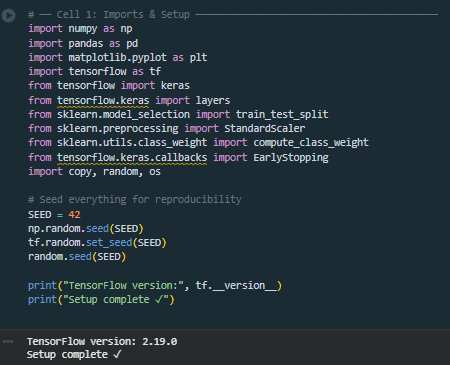 # —— Cell 1: Imports & Setup ——————————————————————————————
import numpy as np
import pandas as pd
import matplotlib.pyplot as plt
import tensorflow as tf
from tensorflow import keras
from tensorflow.keras import layers
from sklearn.model_selection import train_test_split
from sklearn.preprocessing import StandardScaler
from sklearn.utils.class_weight import compute_class_weight
from tensorflow.keras.callbacks import EarlyStopping
import copy, random, os
# Seed everything for reproducibility
SEED = 42
np.random.seed(SEED)
tf.random.set_seed(SEED)
random.seed(SEED)
print("TensorFlow version:", tf.__version__)
print("Setup complete ✓")
TensorFlow version: 2.19.0
Setup complete ✓